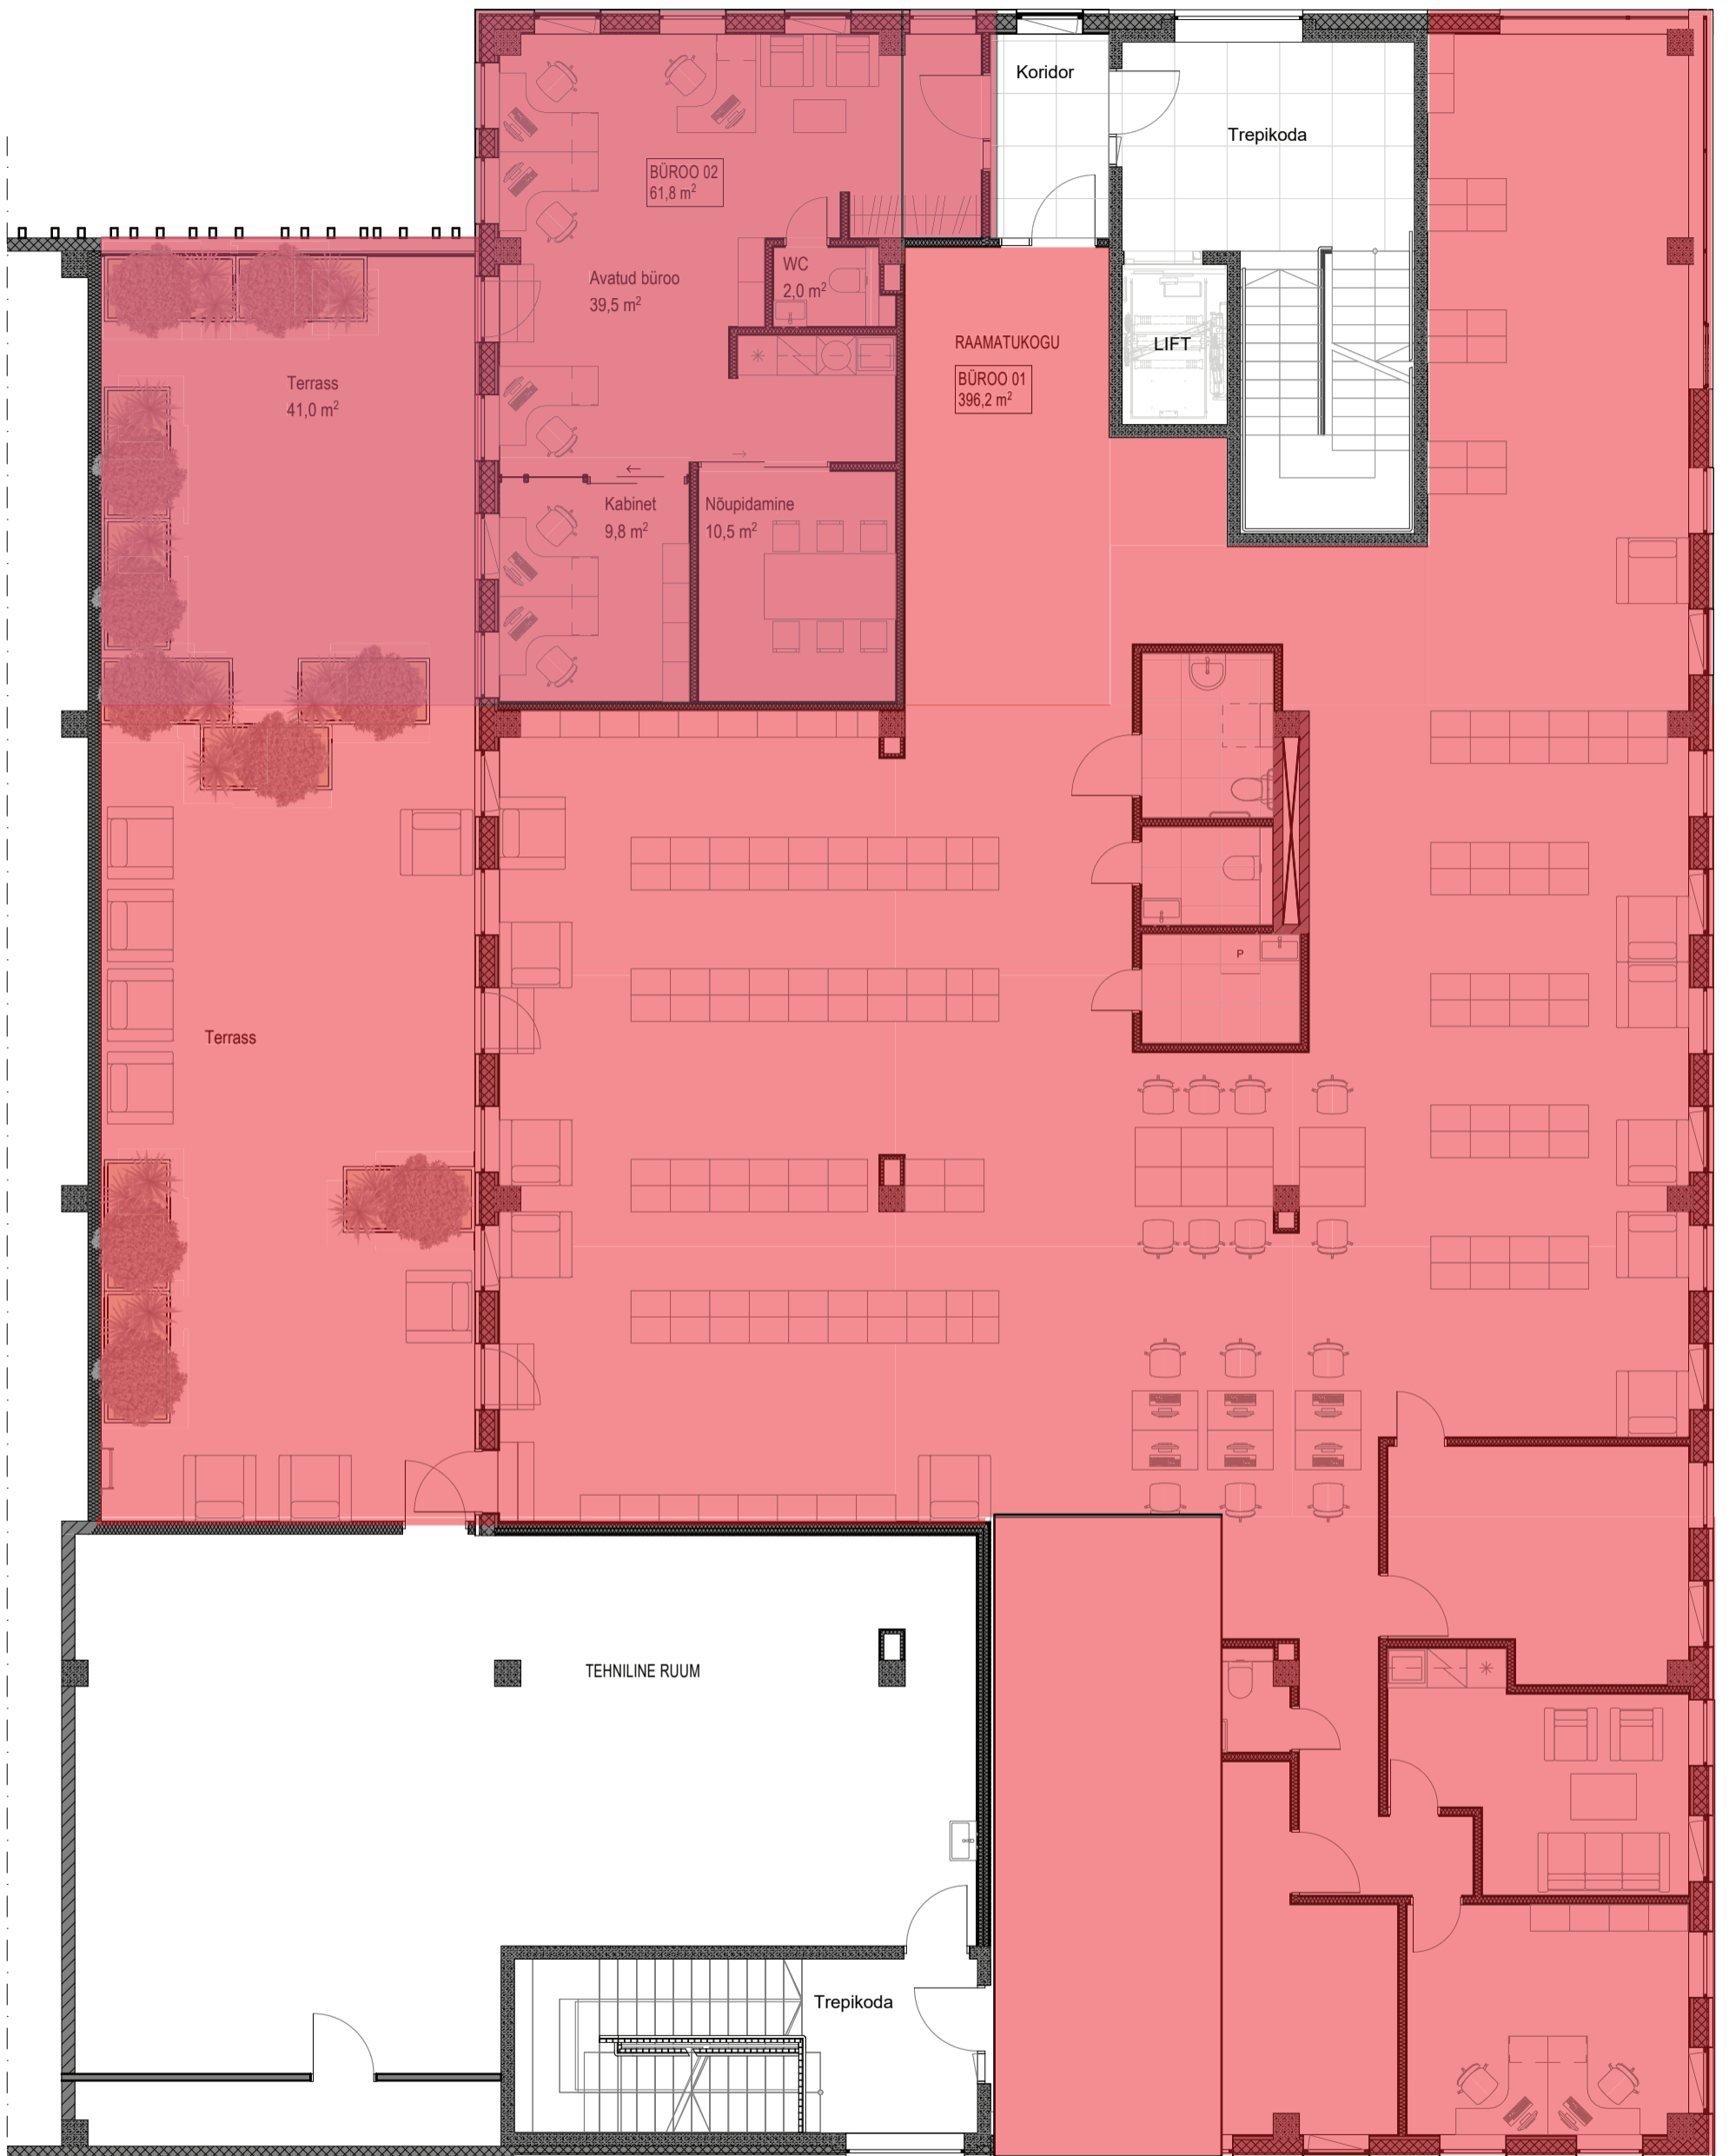 Koridor
Trepikoda
BÜROO 02
61,8 m²
WC
2,0 m²
Avatud büroo
39,5 m²
RAAMATUKOGU
LIFT
BÜROO 01
396,2 m²
Terrass
41,0 m²
Kabinet
9,8 m²
Nõupidamine
10,5 m²
P
Terrass
TEHNILINE RUUM
Trepikoda